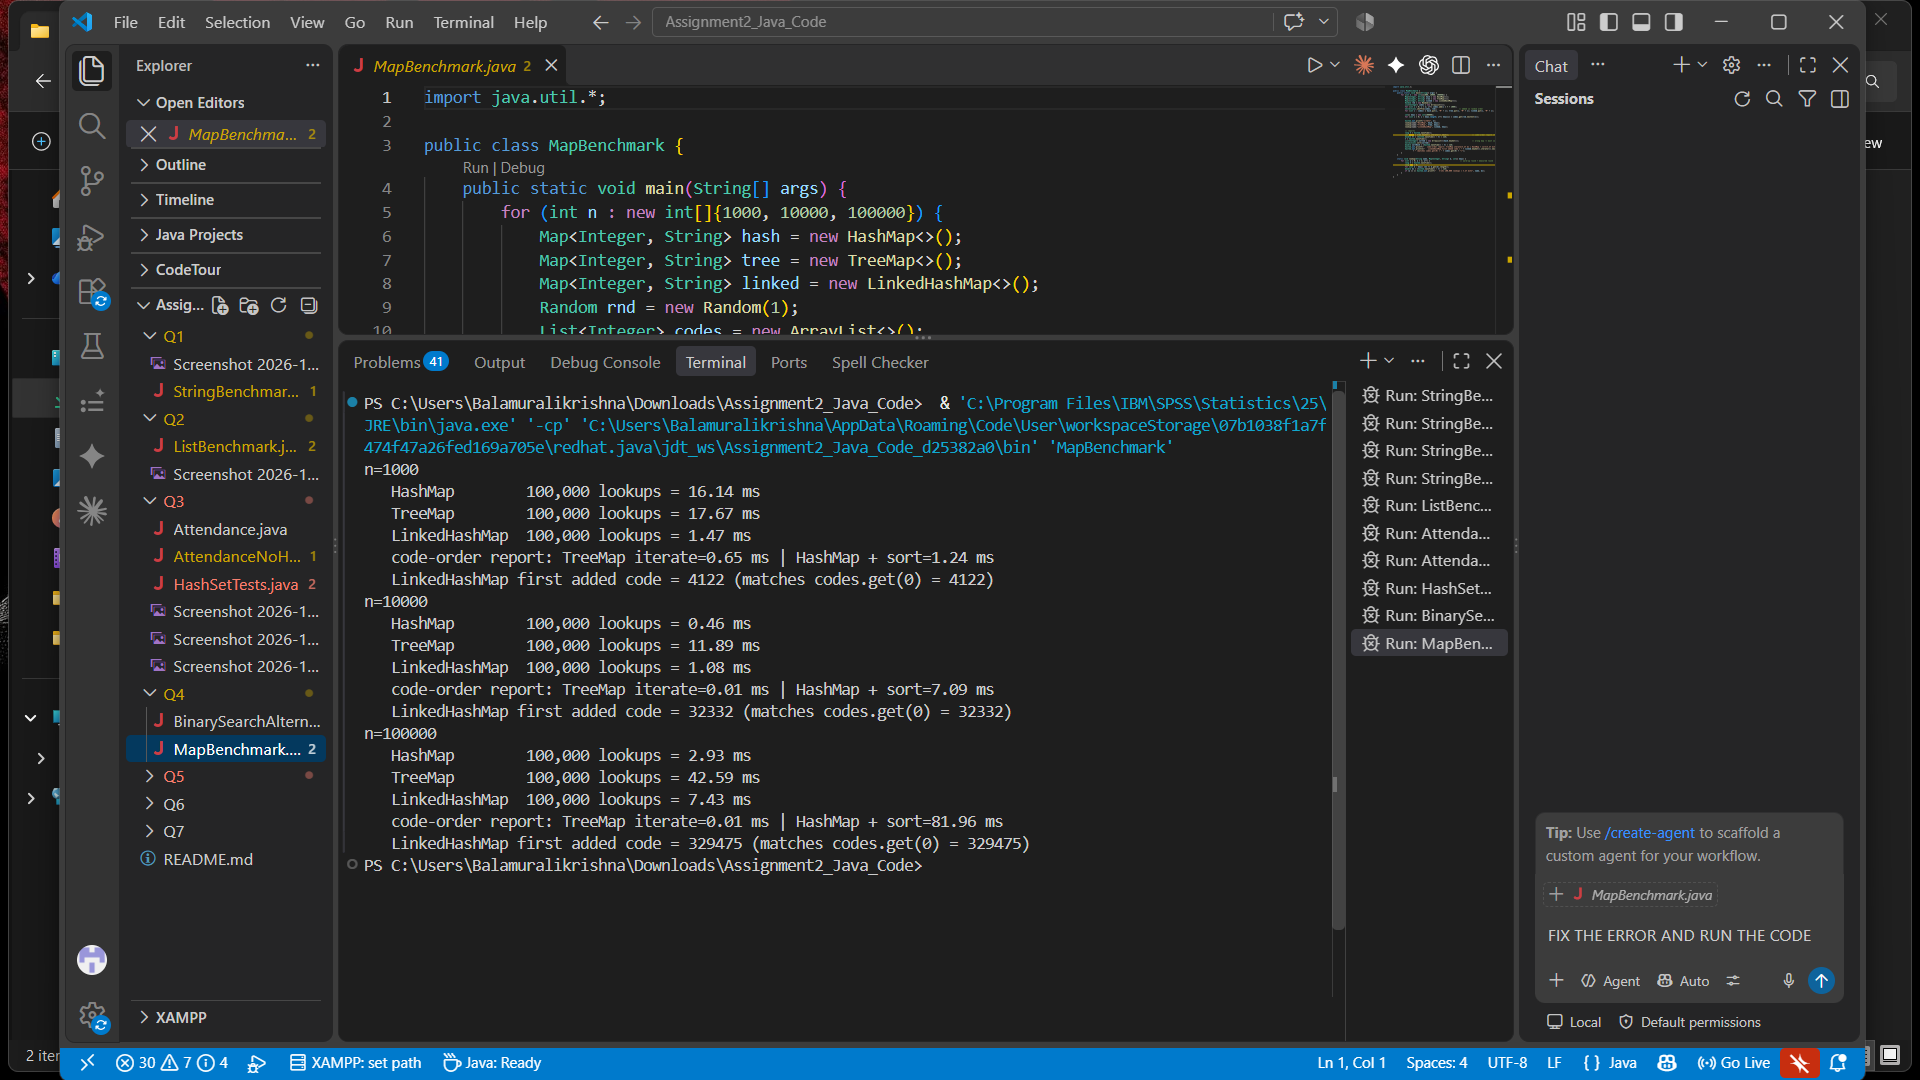 File Edit Selection View Go Run Terminal Help
Assignment2_Java_Code
Explorer
Open Editors
MapBenchma... 2
Outline
Timeline
Java Projects
CodeTour
Assig...
Q1
Screenshot 2026-1...
StringBenchmar... 1
Q2
ListBenchmark.j... 2
Screenshot 2026-1...
Q3
Attendance.java
AttendanceNoH... 1
HashSetTests.java 2
Screenshot 2026-1...
Screenshot 2026-1...
Screenshot 2026-1...
Q4
BinarySearchAltern...
MapBenchmark.... 2
Q5
Q6
Q7
README.md
XAMPP
2 iter
MapBenchmark.java 2
1 import java.util.*;
2
3 public class MapBenchmark {
Run | Debug
4 public static void main(String[] args) {
5 for (int n : new int[]{1000, 10000, 100000}) {
6 Map<Integer, String> hash = new HashMap<>();
7 Map<Integer, String> tree = new TreeMap<>();
8 Map<Integer, String> linked = new LinkedHashMap<>();
9 Random rnd = new Random(1);
10 List<Integer> codes = new ArrayList<>();
Problems 41 Output Debug Console Terminal Ports Spell Checker
PS C:\Users\Balamuralikrishna\Downloads\Assignment2_Java_Code> & 'C:\Program Files\IBM\SPSS\Statistics\25\
JRE\bin\java.exe' '-cp' 'C:\Users\Balamuralikrishna\AppData\Roaming\Code\User\workspaceStorage\07b1038f1a7f
474f47a26fed169a705e\redhat.java\jdt_ws\Assignment2_Java_Code_d25382a0\bin' 'MapBenchmark'
n=1000
HashMap 100,000 lookups = 16.14 ms
TreeMap 100,000 lookups = 17.67 ms
LinkedHashMap 100,000 lookups = 1.47 ms
code-order report: TreeMap iterate=0.65 ms | HashMap + sort=1.24 ms
LinkedHashMap first added code = 4122 (matches codes.get(0) = 4122)
n=10000
HashMap 100,000 lookups = 0.46 ms
TreeMap 100,000 lookups = 11.89 ms
LinkedHashMap 100,000 lookups = 1.08 ms
code-order report: TreeMap iterate=0.01 ms | HashMap + sort=7.09 ms
LinkedHashMap first added code = 32332 (matches codes.get(0) = 32332)
n=100000
HashMap 100,000 lookups = 2.93 ms
TreeMap 100,000 lookups = 42.59 ms
LinkedHashMap 100,000 lookups = 7.43 ms
code-order report: TreeMap iterate=0.01 ms | HashMap + sort=81.96 ms
LinkedHashMap first added code = 329475 (matches codes.get(0) = 329475)
PS C:\Users\Balamuralikrishna\Downloads\Assignment2_Java_Code>
Run: StringBe...
Run: StringBe...
Run: StringBe...
Run: StringBe...
Run: ListBenc...
Run: Attenda...
Run: Attenda...
Run: HashSet...
Run: BinarySe...
Run: MapBen...
Chat
Sessions
ew
Tip: Use /create-agent to scaffold a
custom agent for your workflow.
MapBenchmark.java
FIX THE ERROR AND RUN THE CODE
Agent Auto
Local Default permissions
30 7 4 XAMPP: set path Java: Ready
Ln 1, Col 1 Spaces: 4 UTF-8 LF { } Java Go Live